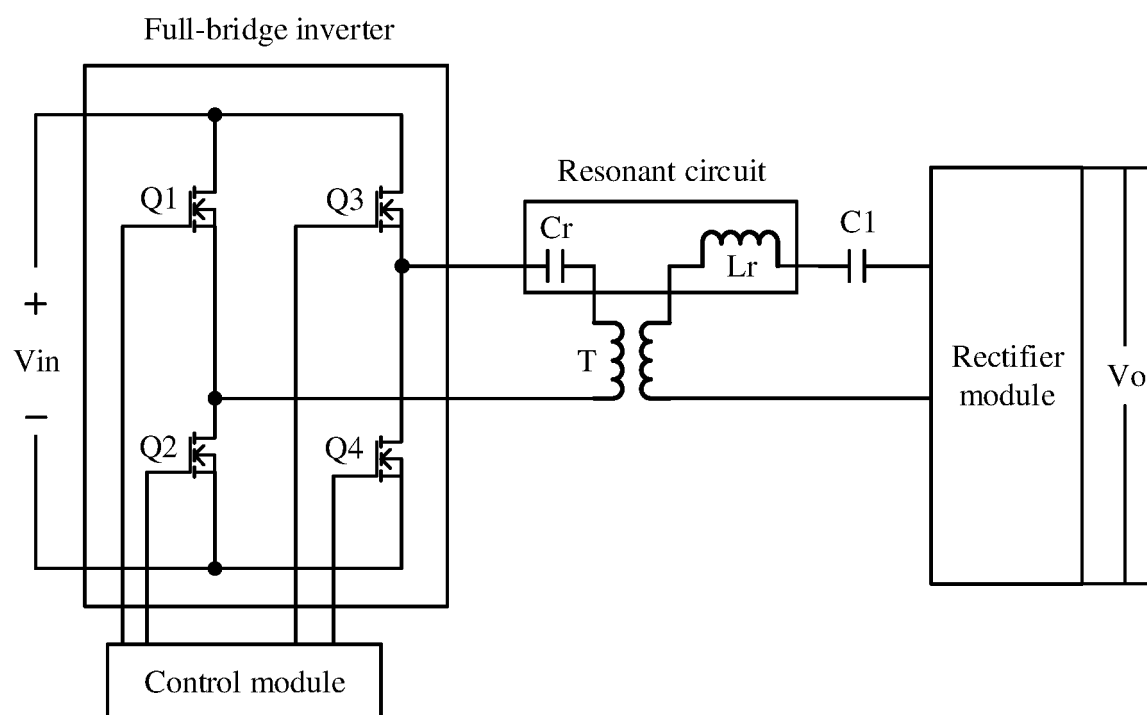 Full-bridge inverter
Q1
Q3
Resonant circuit
Cr
Lr
C1
+
Vin
−
T
Rectifier
module
Vo
Q2
Q4
Control module